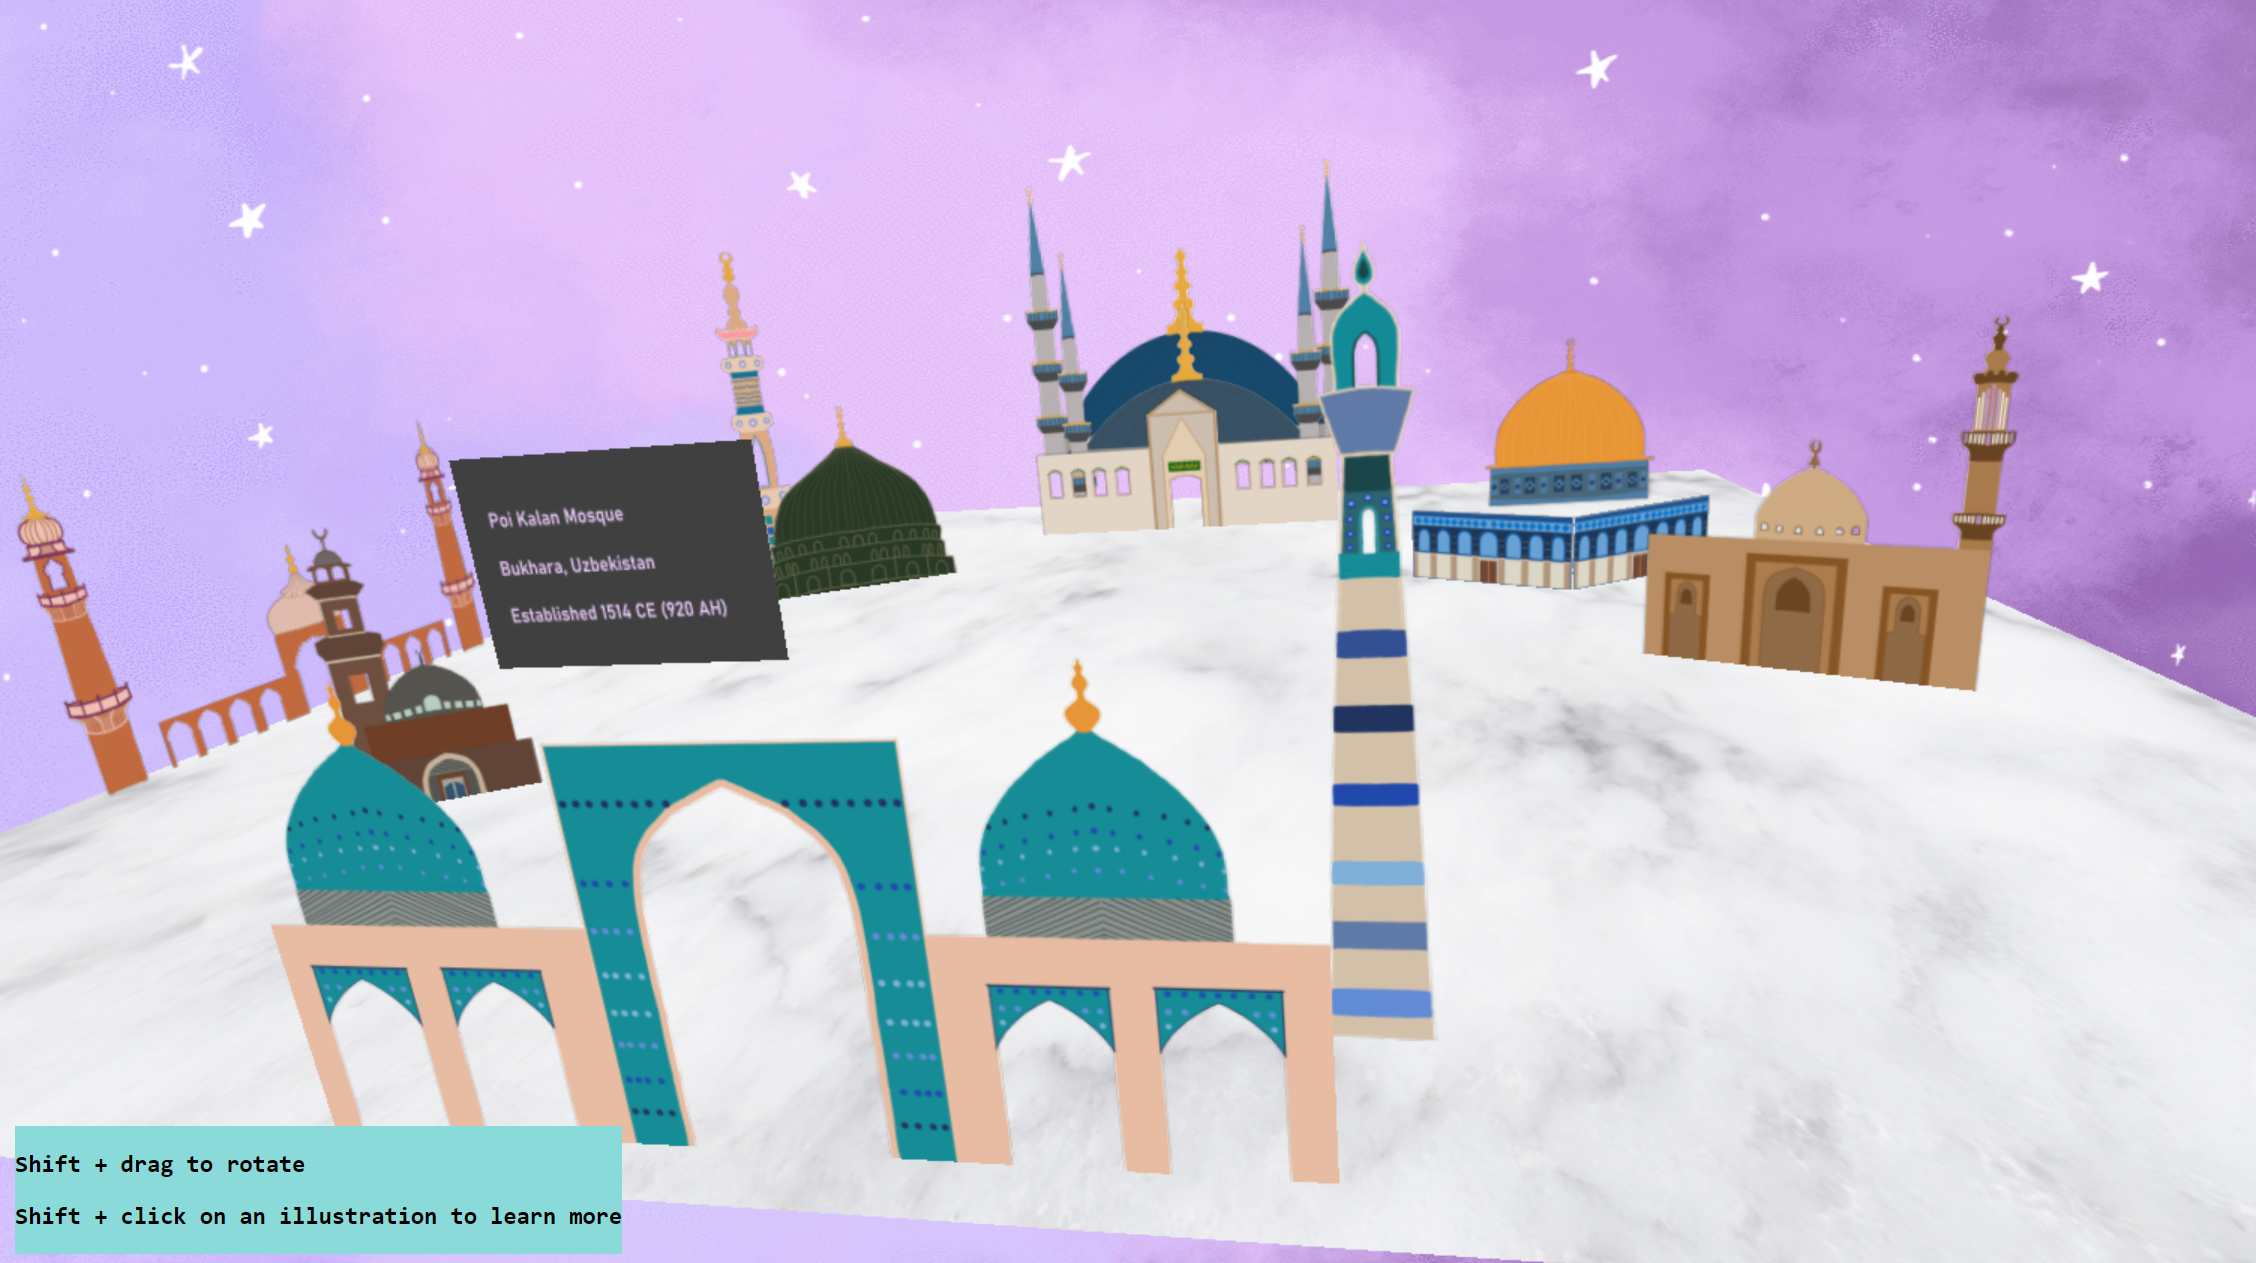 Poi Kalan Mosque
Bukhara, Uzbekistan
Established 1514 CE (920 AH)
Shift + drag to rotate
Shift + click on an illustration to learn more